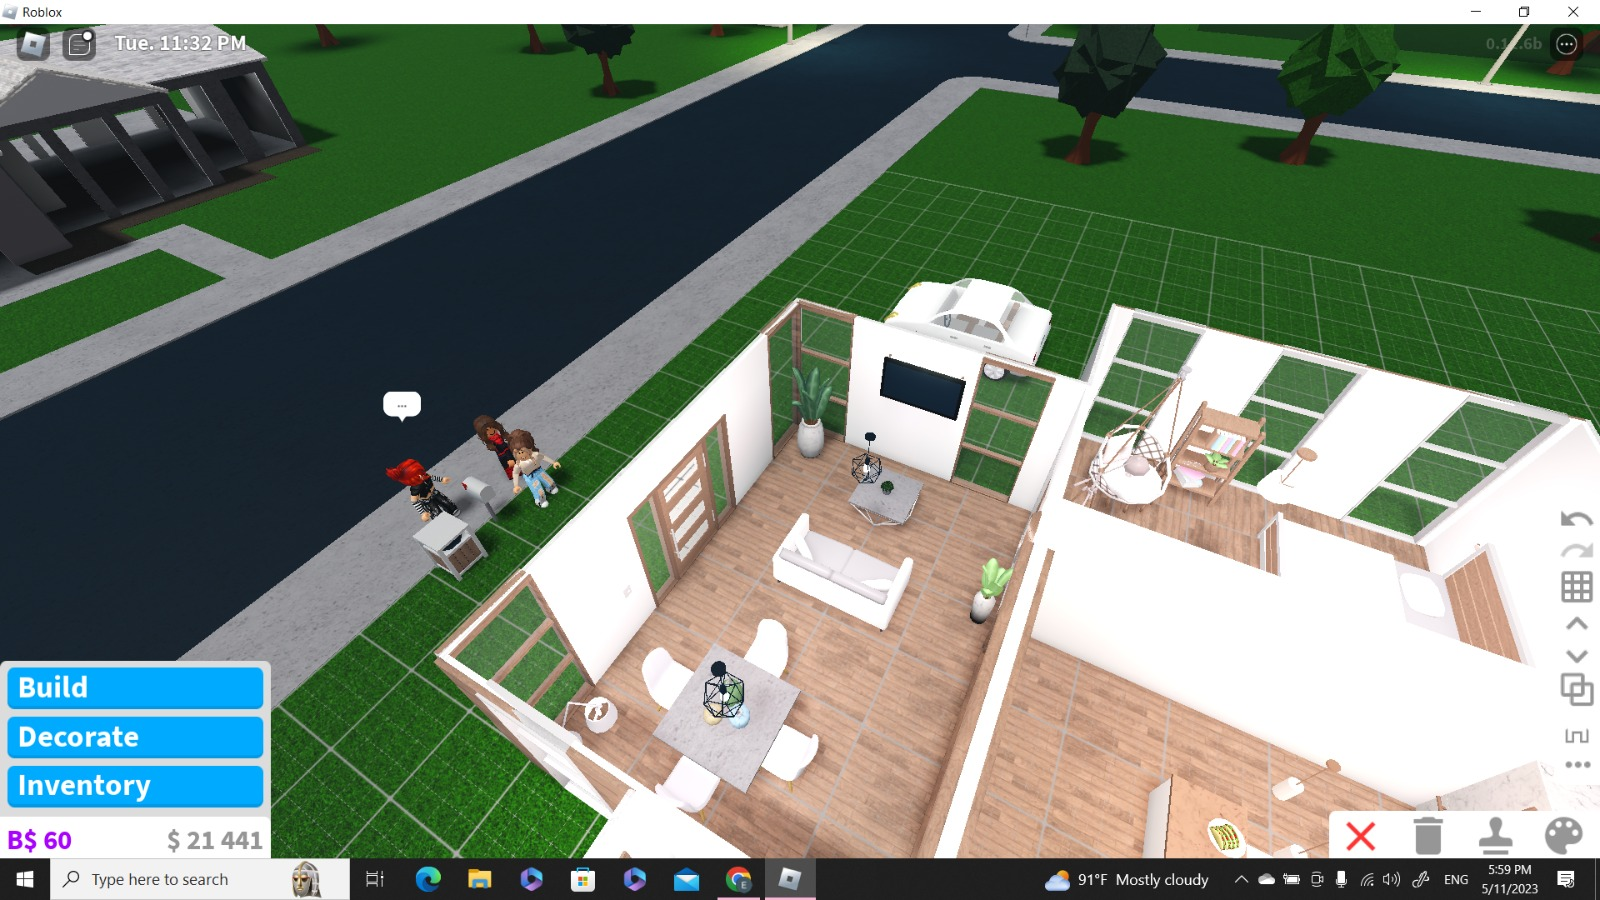 Roblox
Tue. 11:32 PM
...
Build
Decorate
Inventory
B$ 60
$ 21 441
Type here to search
91°F Mostly cloudy
ENG
5:59 PM
5/11/2023